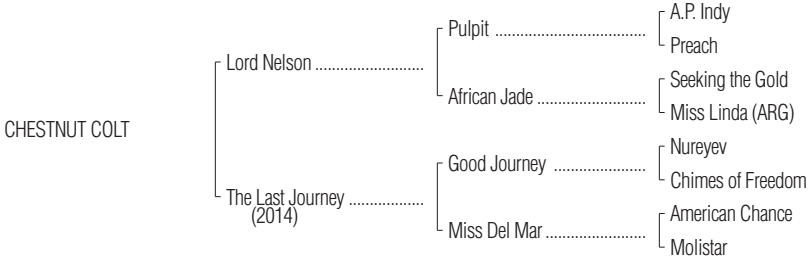 A.P. Indy
Pulpit ....................................
Preach
Lord Nelson ..........................
Seeking the Gold
African Jade ..........................
Miss Linda (ARG)
CHESTNUT COLT
Nureyev
Good Journey ......................
Chimes of Freedom
The Last Journey ..................
(2014)
American Chance
Miss Del Mar ........................
Molistar